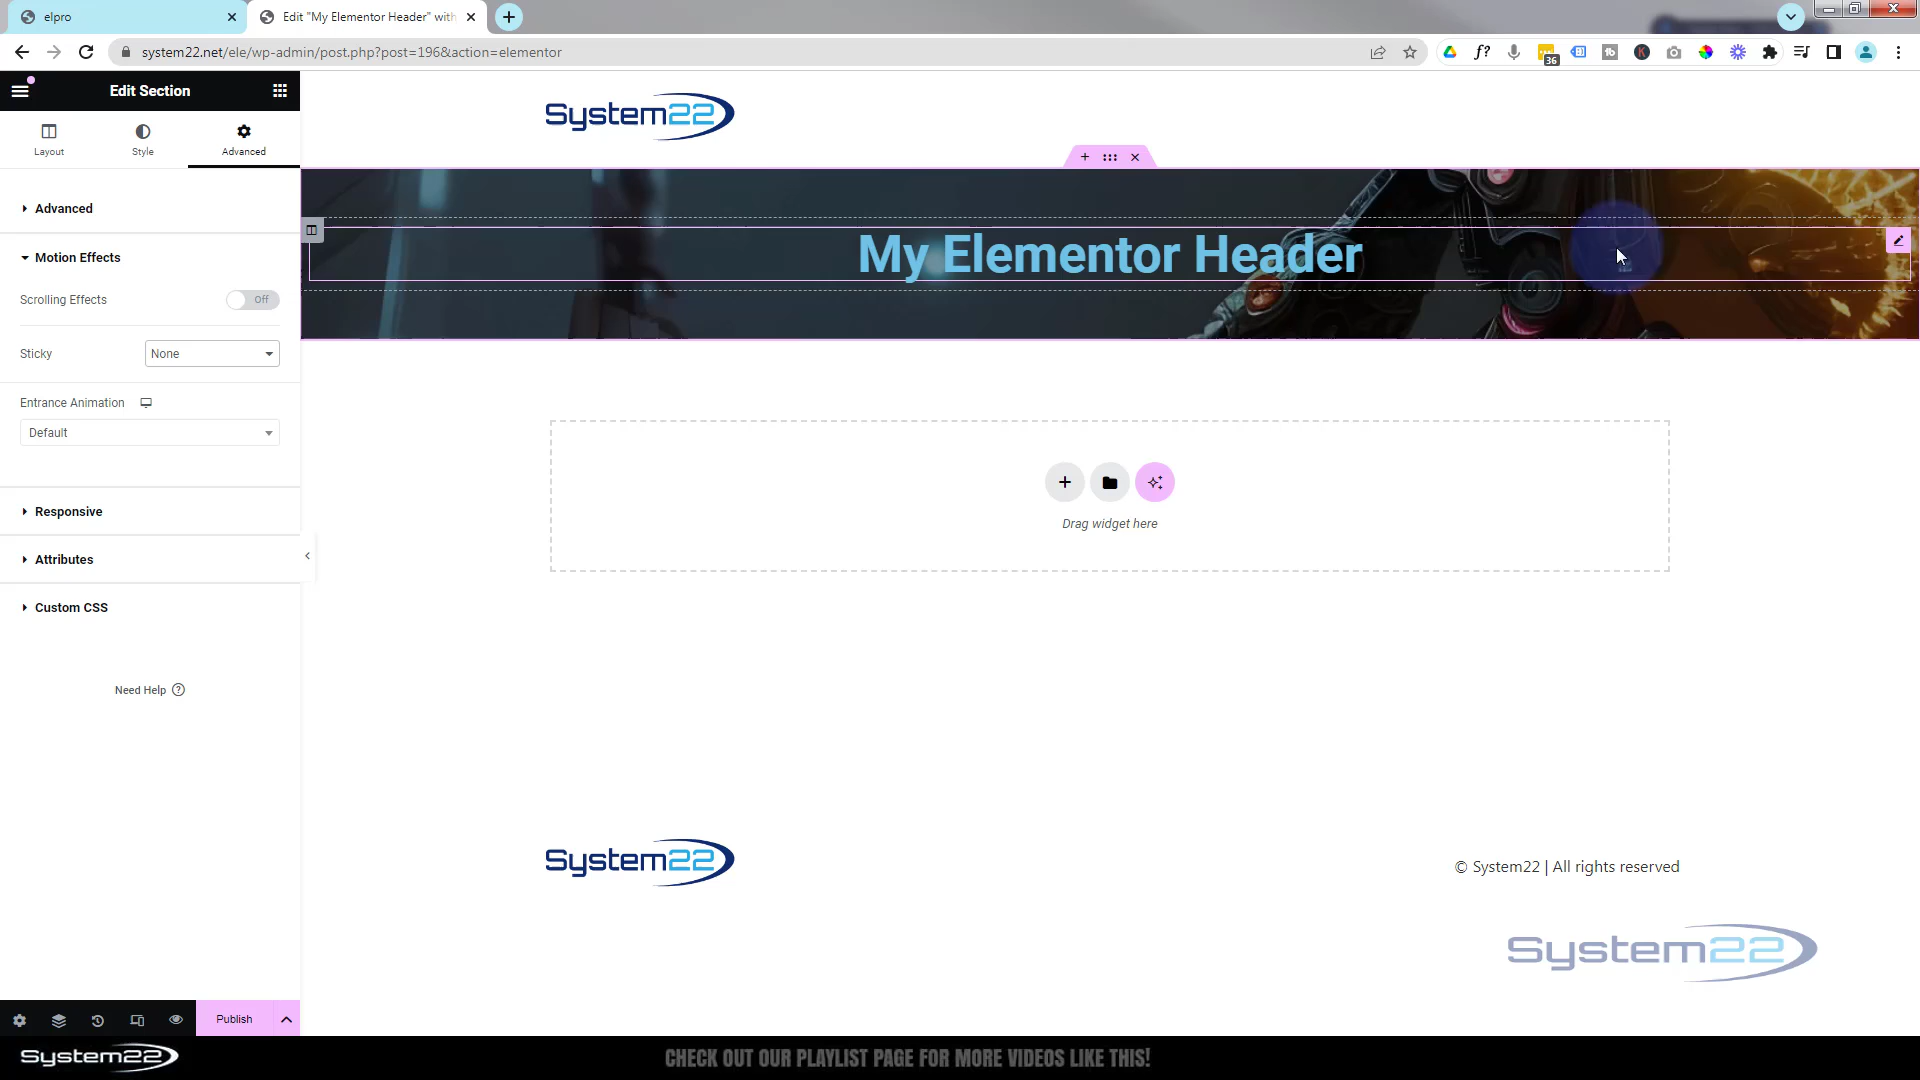 elpro
Edit "My Elementor Header" with
system22.net/ele/wp-admin/post.php?post=196&action=elementor
f?
36
Edit Section
Layout
Style
Advanced
Advanced
Motion Effects
Scrolling Effects
Off
Sticky
None
Entrance Animation
Default
Responsive
Attributes
Custom CSS
Need Help
Publish
System22
My Elementor Header
Drag widget here
System22
© System22 | All rights reserved
System22
System22
CHECK OUT OUR PLAYLIST PAGE FOR MORE VIDEOS LIKE THIS!